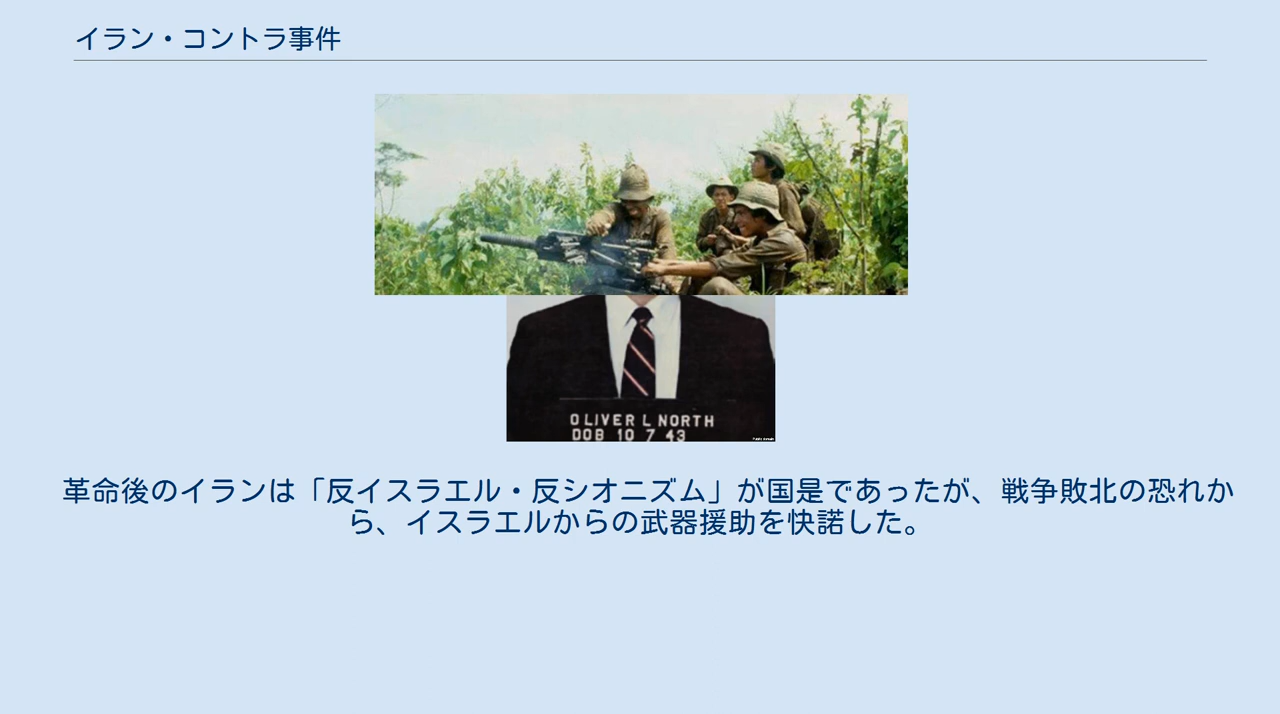 イラン・コントラ事件
OLIVER L NORTH
DOB 10 7 43
革命後のイランは「反イスラエル・反シオニズム」が国是であったが、戦争敗北の恐れか
ら、イスラエルからの武器援助を快諾した。